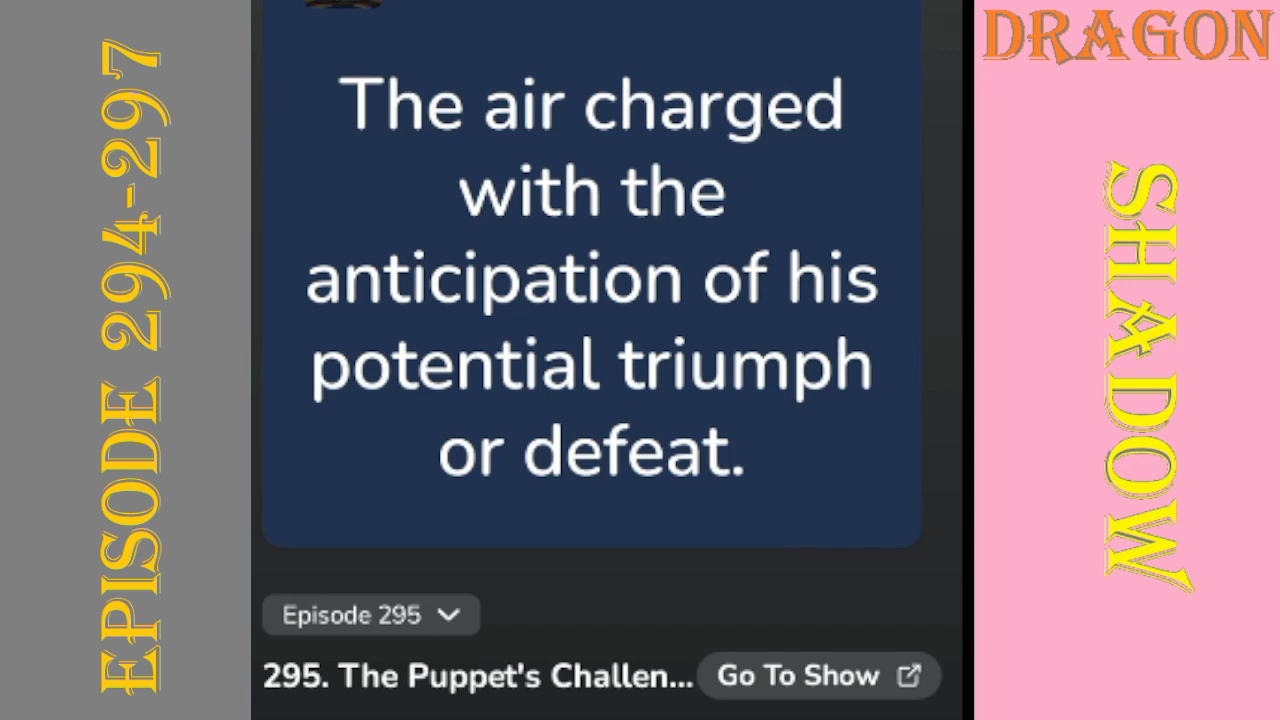 EPISODE 294-297
The air charged
with the
anticipation of his
potential triumph
or defeat.
Episode 295
295. The Puppet's Challen...
Go To Show
DRAGON
SHADOW